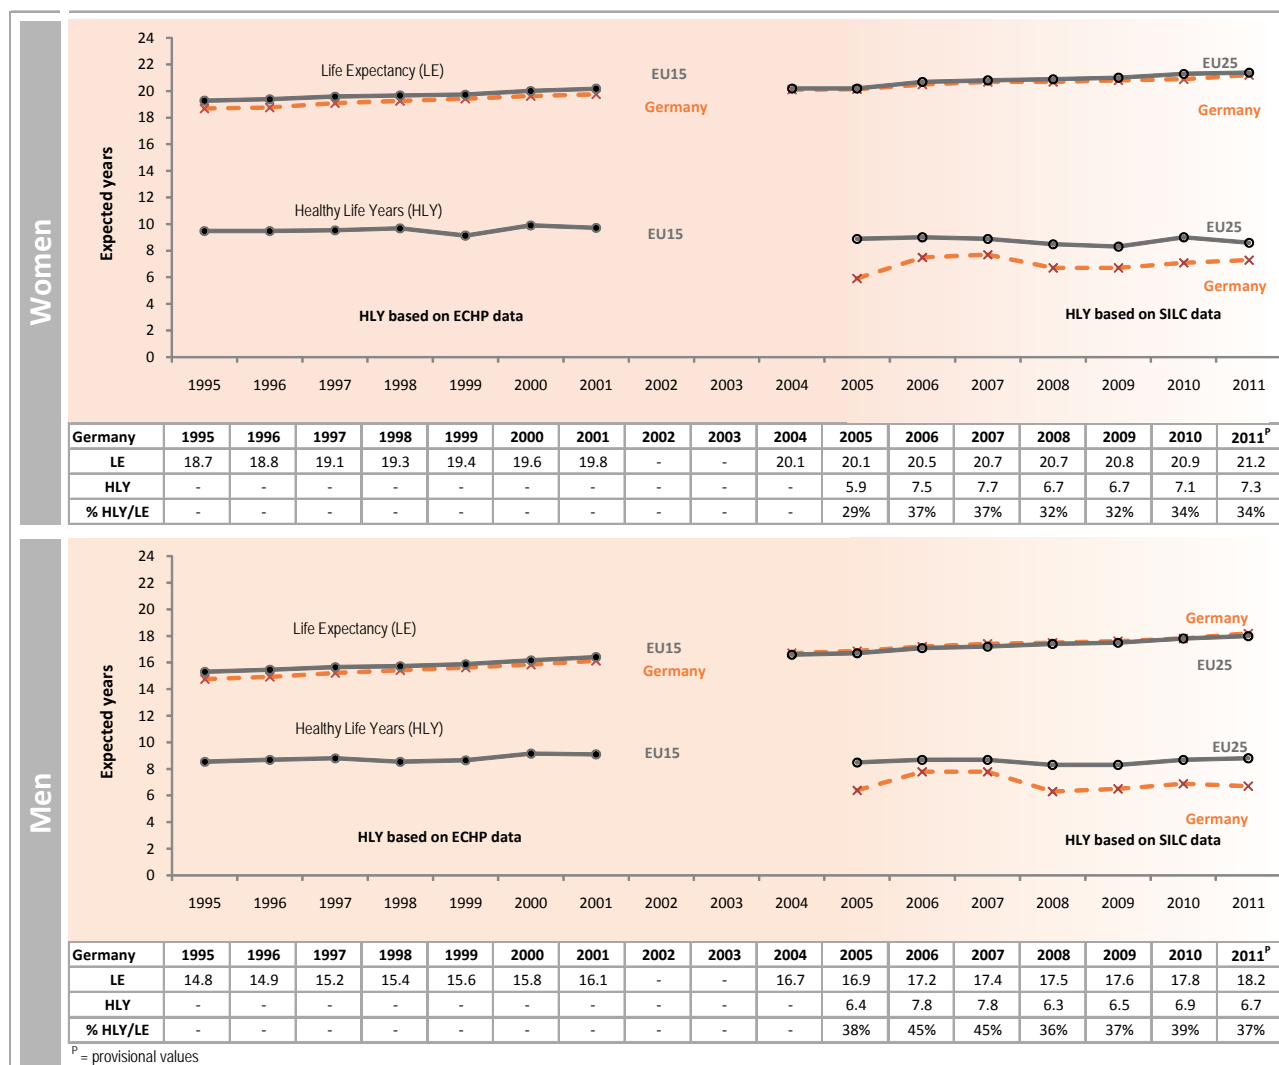 Women
24
22
20
18
16
14
12
10
8
6
4
2
0
Expected years
Life Expectancy (LE)
EU15
Germany
EU25
Germany
Healthy Life Years (HLY)
EU15
EU25
Germany
HLY based on ECHP data
HLY based on SILC data
1995 1996 1997 1998 1999 2000 2001 2002 2003 2004 2005 2006 2007 2008 2009 2010 2011
Germany 1995 1996 1997 1998 1999 2000 2001 2002 2003 2004 2005 2006 2007 2008 2009 2010 2011ᴾ
LE 18.7 18.8 19.1 19.3 19.4 19.6 19.8 - - 20.1 20.1 20.5 20.7 20.7 20.8 20.9 21.2
HLY - - - - - - - - - - 5.9 7.5 7.7 6.7 6.7 7.1 7.3
% HLY/LE - - - - - - - - - - 29% 37% 37% 32% 32% 34% 34%
Men
24
22
20
18
16
14
12
10
8
6
4
2
0
Expected years
Life Expectancy (LE)
EU15
Germany
Germany
EU25
Healthy Life Years (HLY)
EU15
EU25
Germany
HLY based on ECHP data
HLY based on SILC data
1995 1996 1997 1998 1999 2000 2001 2002 2003 2004 2005 2006 2007 2008 2009 2010 2011
Germany 1995 1996 1997 1998 1999 2000 2001 2002 2003 2004 2005 2006 2007 2008 2009 2010 2011ᴾ
LE 14.8 14.9 15.2 15.4 15.6 15.8 16.1 - - 16.7 16.9 17.2 17.4 17.5 17.6 17.8 18.2
HLY - - - - - - - - - - 6.4 7.8 7.8 6.3 6.5 6.9 6.7
% HLY/LE - - - - - - - - - - 38% 45% 45% 36% 37% 39% 37%
ᴾ = provisional values